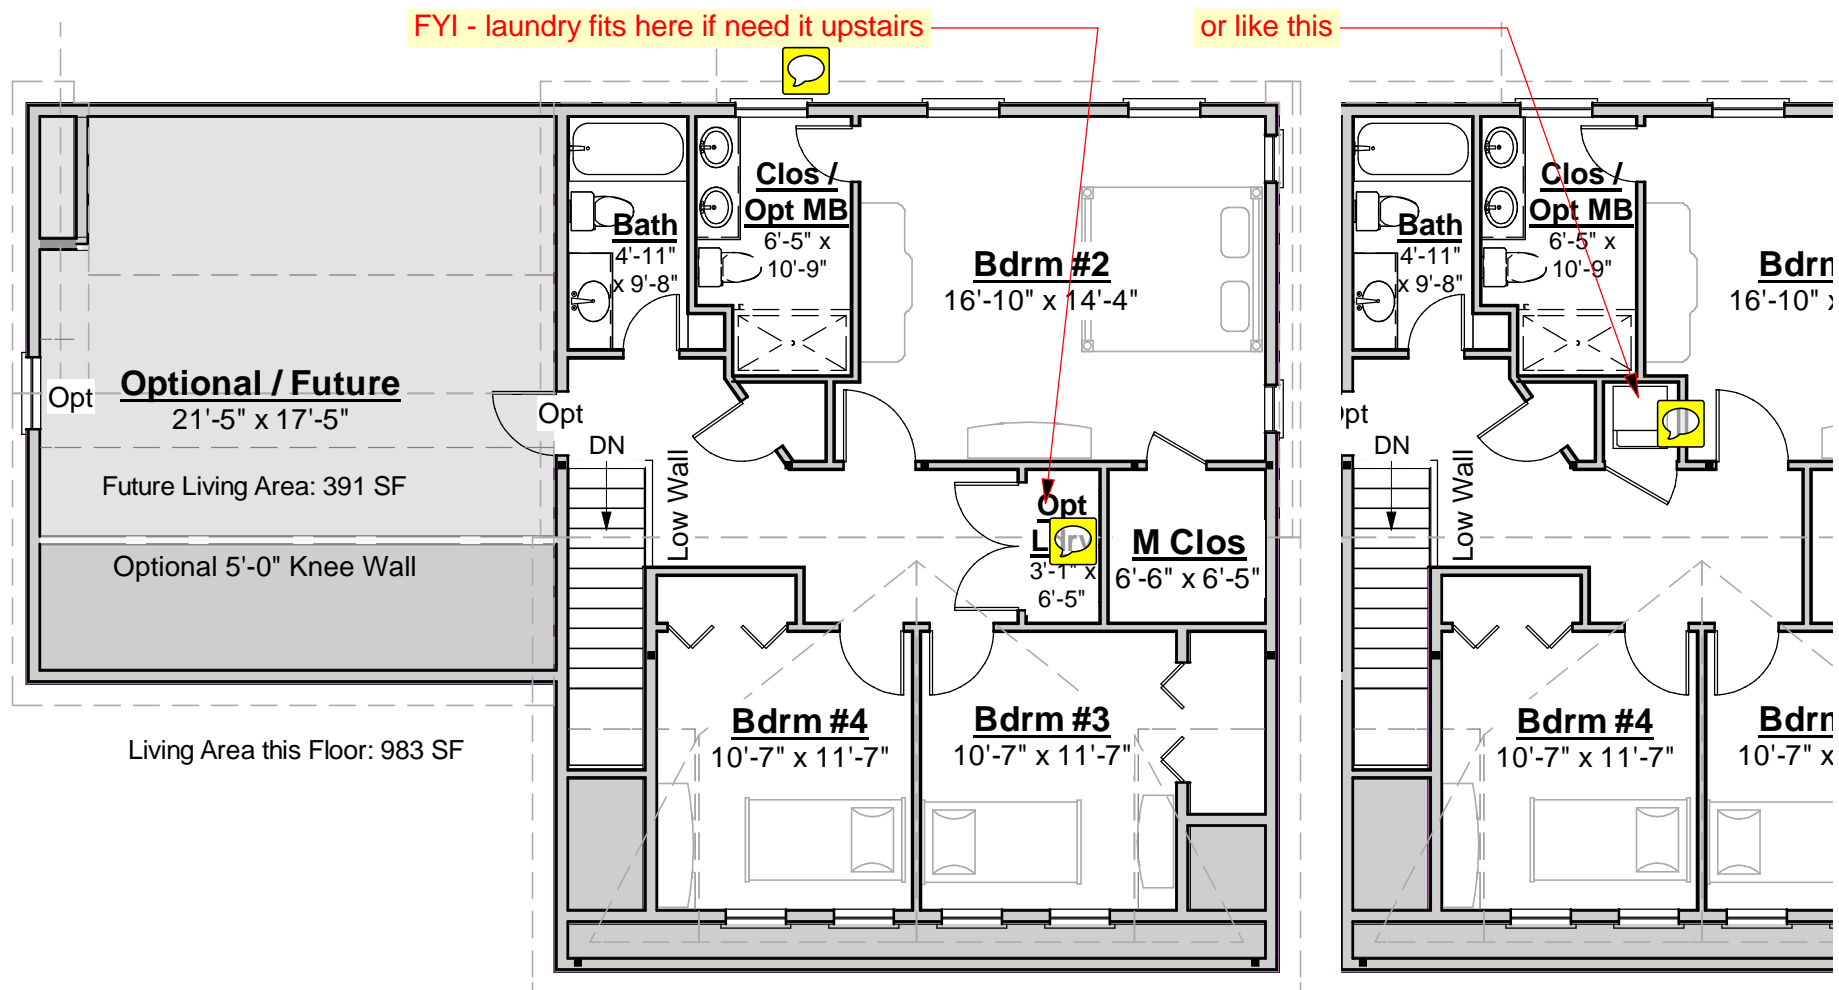 FYI - laundry fits here if need it upstairs
or like this
Clos /
Opt MB
6'-5" x
10'-9"
Bath
4'-11"
x 9'-8"
Bdrm #2
16'-10" x 14'-4"
Opt
Optional / Future
21'-5" x 17'-5"
Opt
DN
Low Wall
Future Living Area: 391 SF
Optional 5'-0" Knee Wall
Opt
3'-1" x
6'-5"
M Clos
6'-6" x 6'-5"
Bdrm #4
10'-7" x 11'-7"
Bdrm #3
10'-7" x 11'-7"
Living Area this Floor: 983 SF
Clos /
Opt MB
6'-5" x
10'-9"
Bath
4'-11"
x 9'-8"
16'-10" x
DN
Low Wall
Bdrm #4
10'-7" x 11'-7"
10'-7" x